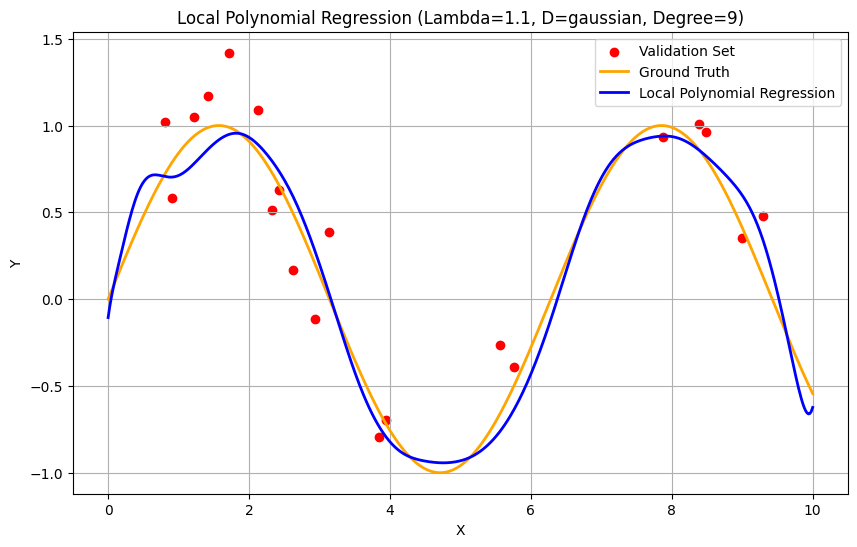 Local Polynomial Regression (Lambda=1.1, D=gaussian, Degree=9)
Validation Set
Ground Truth
Local Polynomial Regression
1.5
1.0
0.5
0.0
−0.5
−1.0
Y
0 2 4 6 8 10
X